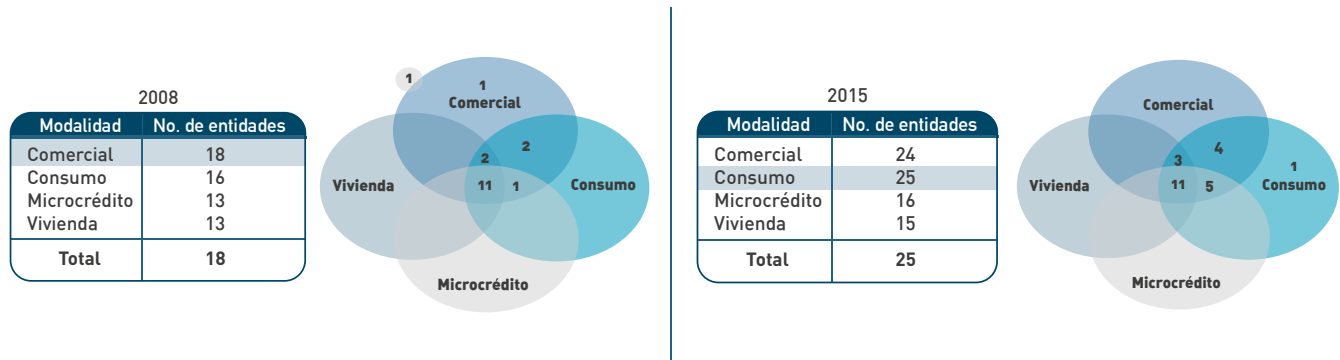 2008
Modalidad No. de entidades
Comercial 18
Consumo 16
Microcrédito 13
Vivienda 13
Total 18
1
1
Comercial
2
2
Vivienda
11
1
Consumo
Microcrédito
2015
Modalidad No. de entidades
Comercial 24
Consumo 25
Microcrédito 16
Vivienda 15
Total 25
Comercial
4
3
1
Vivienda
11
5
Consumo
Microcrédito